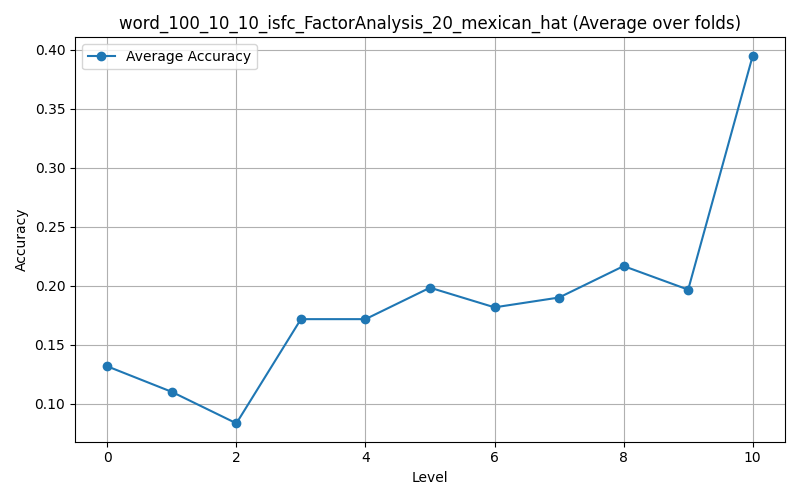 word_100_10_10_isfc_FactorAnalysis_20_mexican_hat (Average over folds)
Average Accuracy
0.40
0.35
0.30
0.25
0.20
0.15
0.10
Accuracy
0 2 4 6 8 10
Level